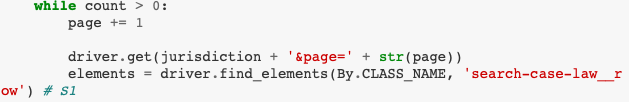 while count > 0:
page += 1
driver.get(jurisdiction + '&page=' + str(page))
elements = driver.find_elements(By.CLASS_NAME, 'search-case-law__r
ow') # S1